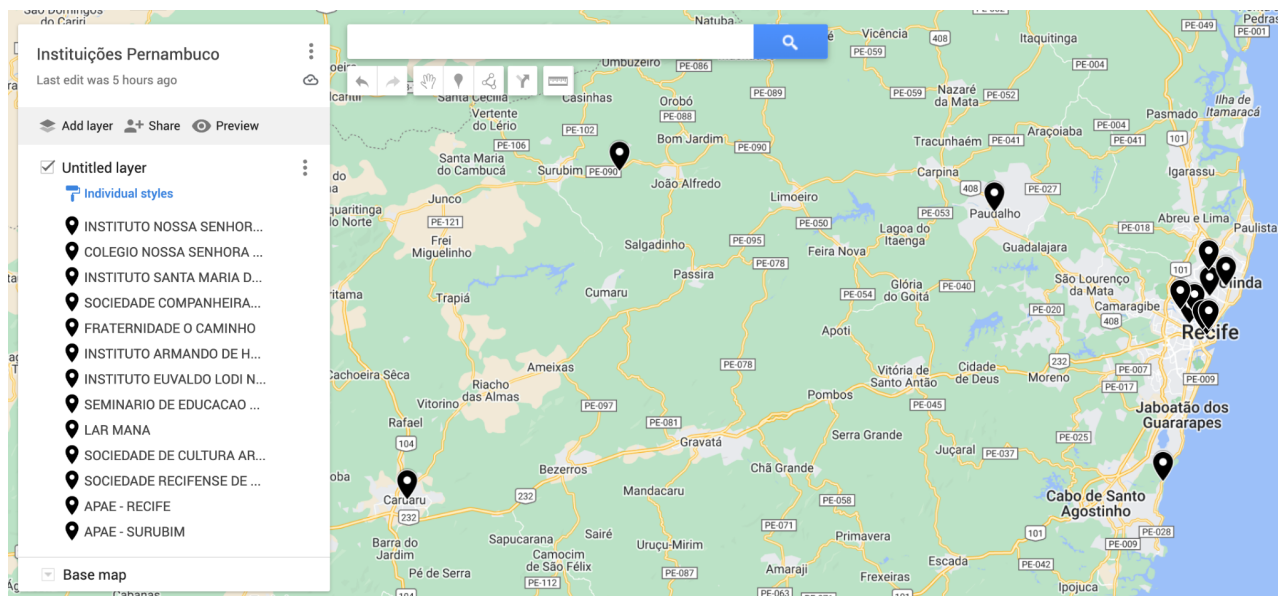 Instituições Pernambuco
Last edit was 5 hours ago
Add layer
Share
Preview
Untitled layer
Individual styles
INSTITUTO NOSSA SENHOR...
COLEGIO NOSSA SENHORA ...
INSTITUTO SANTA MARIA D...
SOCIEDADE COMPANHEIRA...
FRATERNIDADE O CAMINHO
INSTITUTO ARMANDO DE H...
INSTITUTO EUVALDO LODI N...
SEMINARIO DE EDUCACAO ...
LAR MANA
SOCIEDADE DE CULTURA AR...
SOCIEDADE RECIFENSE DE ...
APAE - RECIFE
APAE - SURUBIM
Base map
Natuba
Vicência
408
Itaquitinga
PE-049
Pedras
PE-001
PE-059
Umbuzeiro
PE-086
PE-004
Santa Cecília
Casinhas
Orobó
PE-089
PE-059
Nazaré
da Mata
PE-052
Ilha de
Itamaracá
Vertente
do Lério
PE-102
PE-088
Bom Jardim
PE-090
Tracunhaém
PE-041
Araçoiaba
PE-004
PE-041
Pasmado
101
PE-106
Santa Maria
do Cambucá
Surubim
PE-090
João Alfredo
Limoeiro
Carpina
408
PE-027
Igarassu
Junco
PE-121
PE-050
PE-053
Paudalho
Abreu e Lima
PE-018
Paulista
Frei
Miguelinho
Salgadinho
PE-095
PE-078
Feira Nova
Lagoa do
Itaenga
Guadalajara
101
Passira
Cumaru
Trapiá
Glória
do Goitá
PE-054
PE-040
São Lourenço
da Mata
Camaragibe
PE-020
408
Recife
Apoti
Cachoeira Sêca
Ameixas
PE-078
Vitória de
Santo Antão
Cidade
de Deus
232
Moreno
PE-007
PE-017
PE-009
Riacho
das Almas
Vitorino
PE-097
Pombos
PE-045
Jaboatão dos
Guararapes
Rafael
104
PE-081
Gravatá
Serra Grande
PE-025
Juçaral
PE-037
Bezerros
Chã Grande
Caruaru
232
232
Mandacaru
PE-058
Cabo de Santo
Agostinho
PE-071
Sapucarana
Sairé
Uruçu-Mirim
Primavera
101
PE-028
PE-009
Barra do
Jardim
Camocim
de São Félix
Escada
PE-042
Pé de Serra
PE-112
PE-087
Amaraji
Frexeiras
Ipojuca
PE-063
101
104